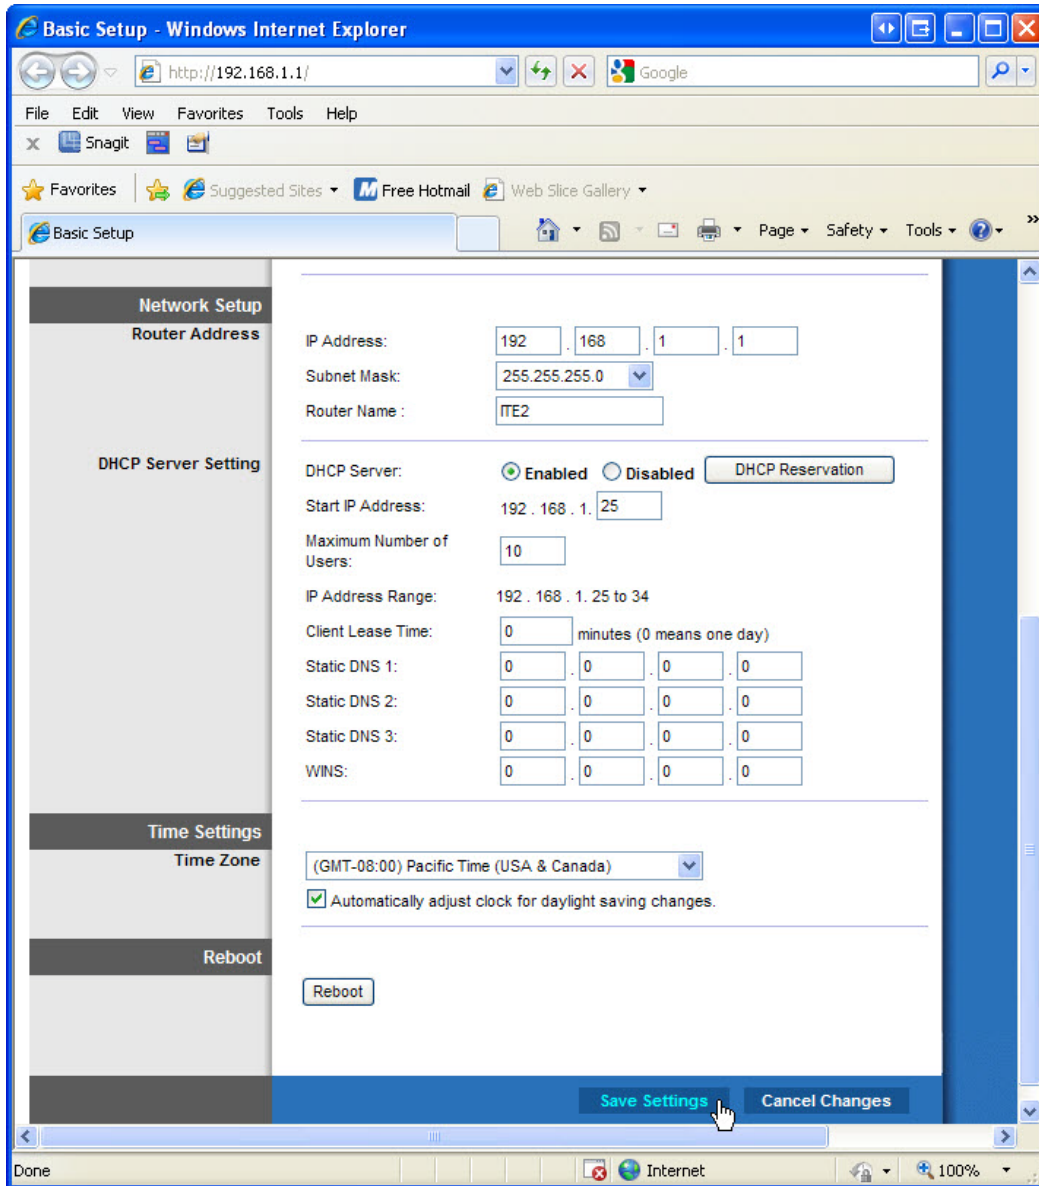 Basic Setup - Windows Internet Explorer
http://192.168.1.1/
Google
File Edit View Favorites Tools Help
x Snagit
Favorites Suggested Sites Free Hotmail Web Slice Gallery
Basic Setup
Page Safety Tools »
Network Setup
Router Address
IP Address: 192 . 168 . 1 . 1
Subnet Mask: 255.255.255.0
Router Name : ITE2
DHCP Server Setting
DHCP Server: Enabled Disabled DHCP Reservation
Start IP Address: 192 . 168 . 1. 25
Maximum Number of
Users: 10
IP Address Range: 192 . 168 . 1. 25 to 34
Client Lease Time: 0 minutes (0 means one day)
Static DNS 1: 0 . 0 . 0 . 0
Static DNS 2: 0 . 0 . 0 . 0
Static DNS 3: 0 . 0 . 0 . 0
WINS: 0 . 0 . 0 . 0
Time Settings
Time Zone
(GMT-08:00) Pacific Time (USA & Canada)
Automatically adjust clock for daylight saving changes.
Reboot
Reboot
Save Settings Cancel Changes
Done Internet 100%